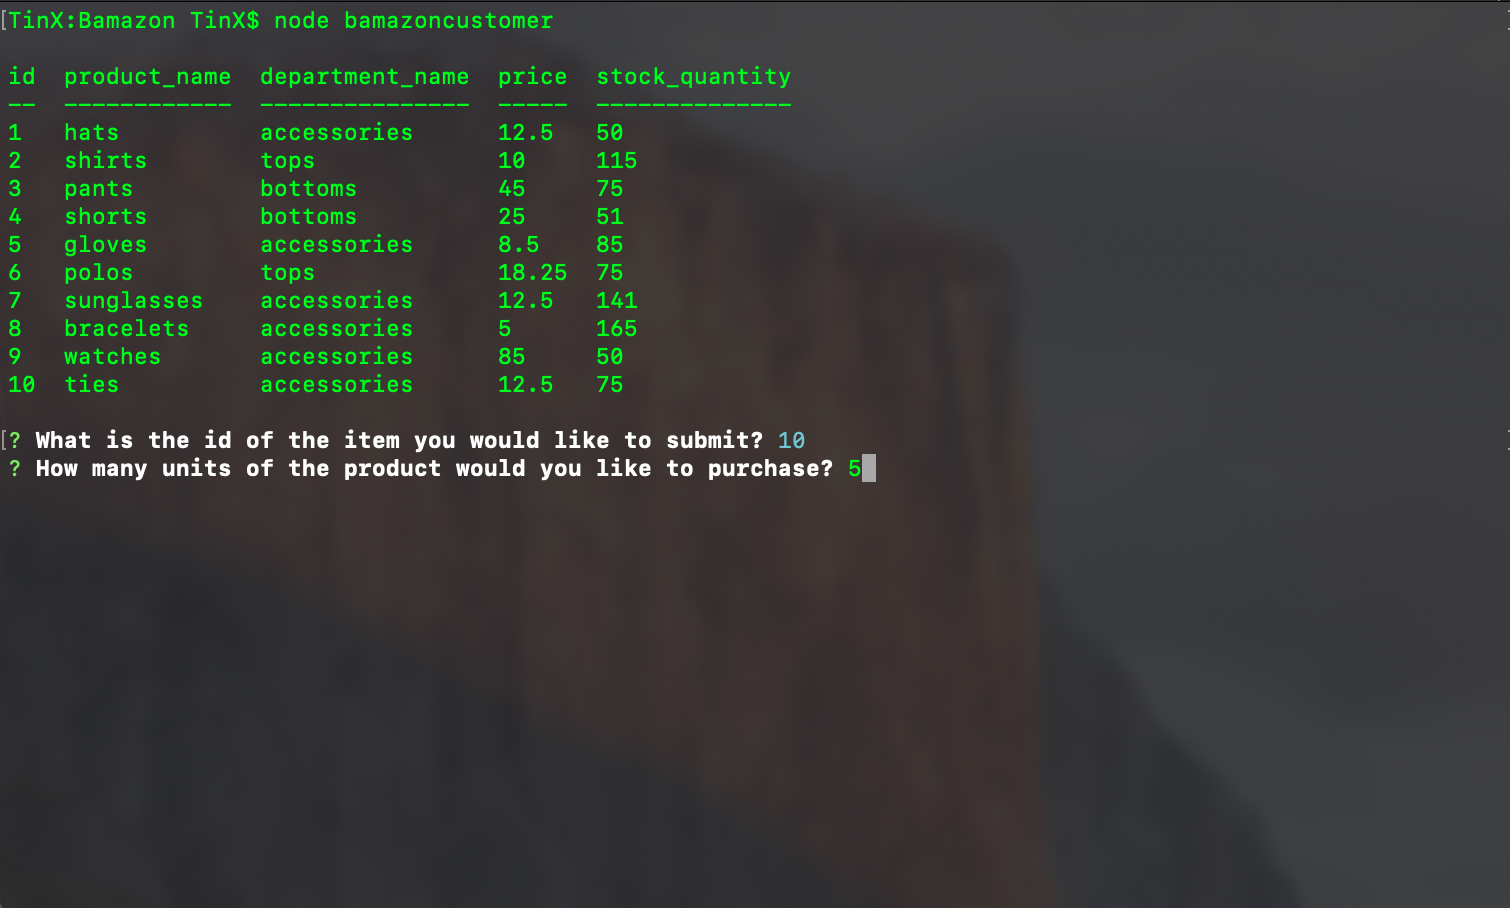 [TinX:Bamazon TinX$ node bamazoncustomer
id  product_name  department_name  price  stock_quantity
--  ------------  ---------------  -----  --------------
1   hats          accessories      12.5   50
2   shirts        tops             10     115
3   pants         bottoms          45     75
4   shorts        bottoms          25     51
5   gloves        accessories      8.5    85
6   polos         tops             18.25  75
7   sunglasses    accessories      12.5   141
8   bracelets     accessories      5      165
9   watches       accessories      85     50
10  ties          accessories      12.5   75
[? What is the id of the item you would like to submit? 10
? How many units of the product would you like to purchase? 5